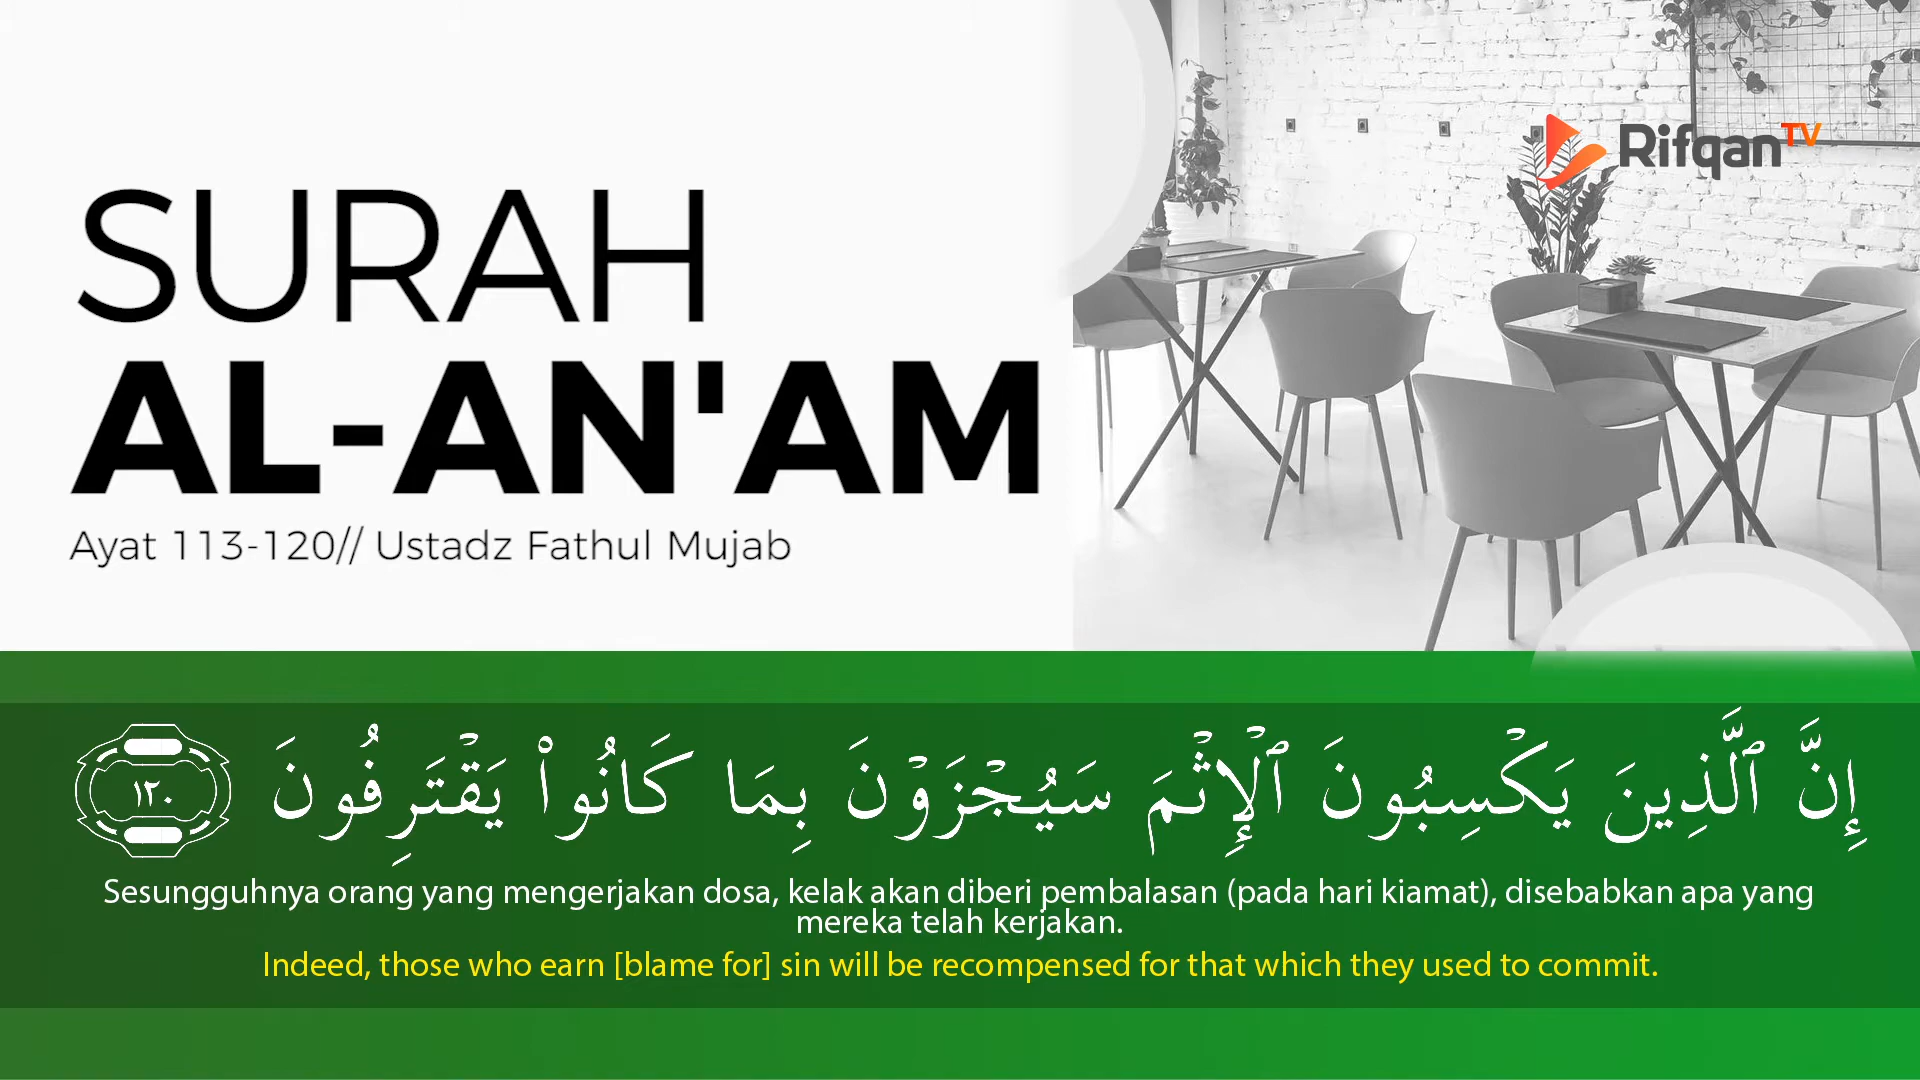 Rifqan TV
SURAH
AL-AN'AM
Ayat 113-120// Ustadz Fathul Mujab
إِنَّ ٱلَّذِينَ يَكْسِبُونَ ٱلْإِثْمَ سَيُجْزَوْنَ بِمَا كَانُوا۟ يَقْتَرِفُونَ ١٢٠
Sesungguhnya orang yang mengerjakan dosa, kelak akan diberi pembalasan (pada hari kiamat), disebabkan apa yang
mereka telah kerjakan.
Indeed, those who earn [blame for] sin will be recompensed for that which they used to commit.